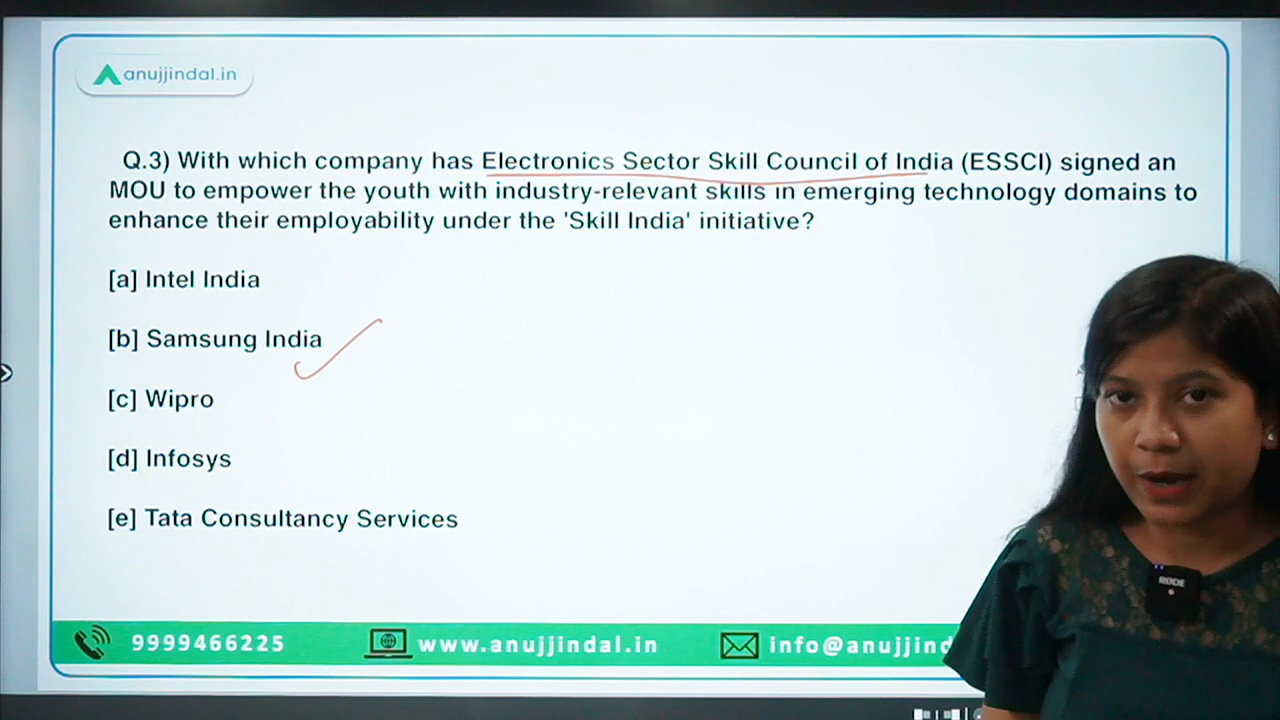 anujjindal.in
Q.3) With which company has Electronics Sector Skill Council of India (ESSCI) signed an
MOU to empower the youth with industry-relevant skills in emerging technology domains to
enhance their employability under the 'Skill India' initiative?
[a] Intel India
[b] Samsung India
[c] Wipro
[d] Infosys
[e] Tata Consultancy Services
RØDE
9999466225 www.anujjindal.in info@anujjind